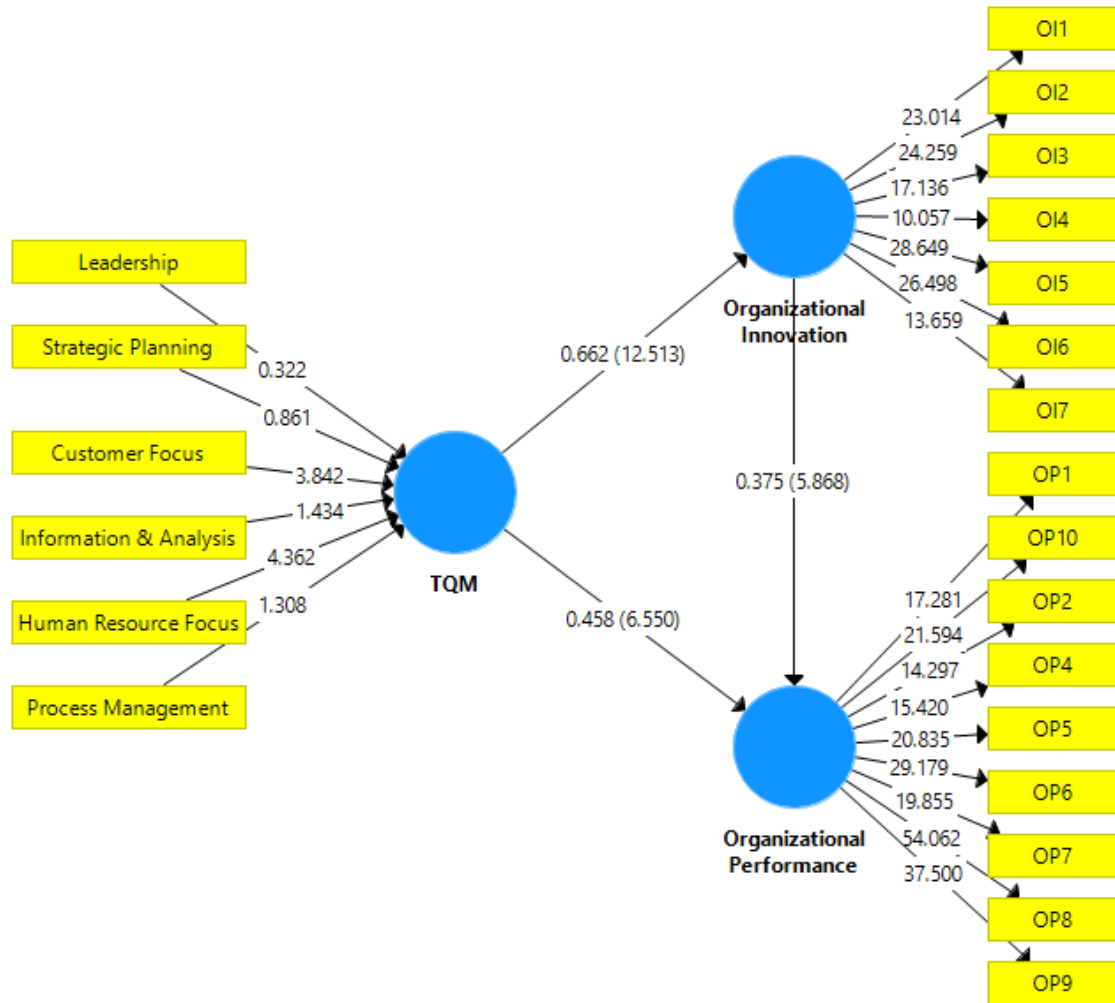 Leadership
Strategic Planning
Customer Focus
Information & Analysis
Human Resource Focus
Process Management
0.322
0.861
3.842
1.434
4.362
1.308
TQM
0.662 (12.513)
0.458 (6.550)
Organizational
Innovation
0.375 (5.868)
Organizational
Performance
23.014
24.259
17.136
10.057
28.649
26.498
13.659
OI1
OI2
OI3
OI4
OI5
OI6
OI7
17.281
21.594
14.297
15.420
20.835
29.179
19.855
54.062
37.500
OP1
OP10
OP2
OP4
OP5
OP6
OP7
OP8
OP9